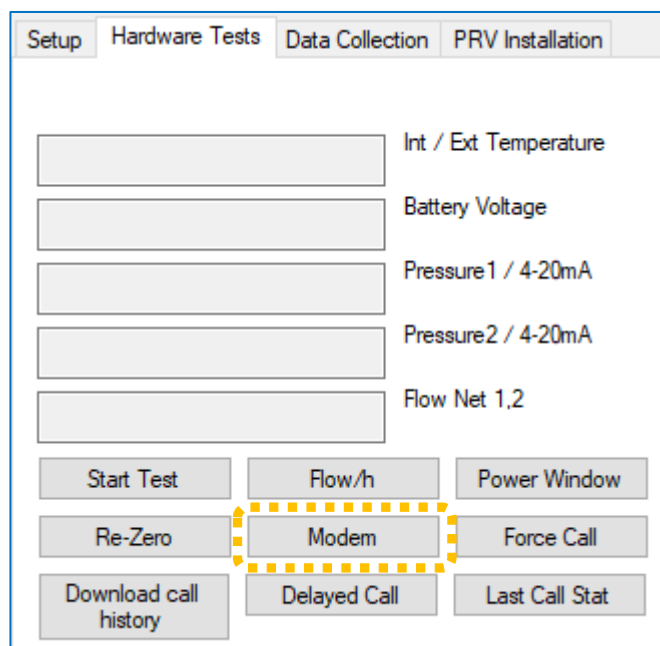 Setup Hardware Tests Data Collection PRV Installation
Int / Ext Temperature
Battery Voltage
Pressure1 / 4-20mA
Pressure2 / 4-20mA
Flow Net 1,2
Start Test Flow/h Power Window
Re-Zero Modem Force Call
Download call
history
Delayed Call Last Call Stat